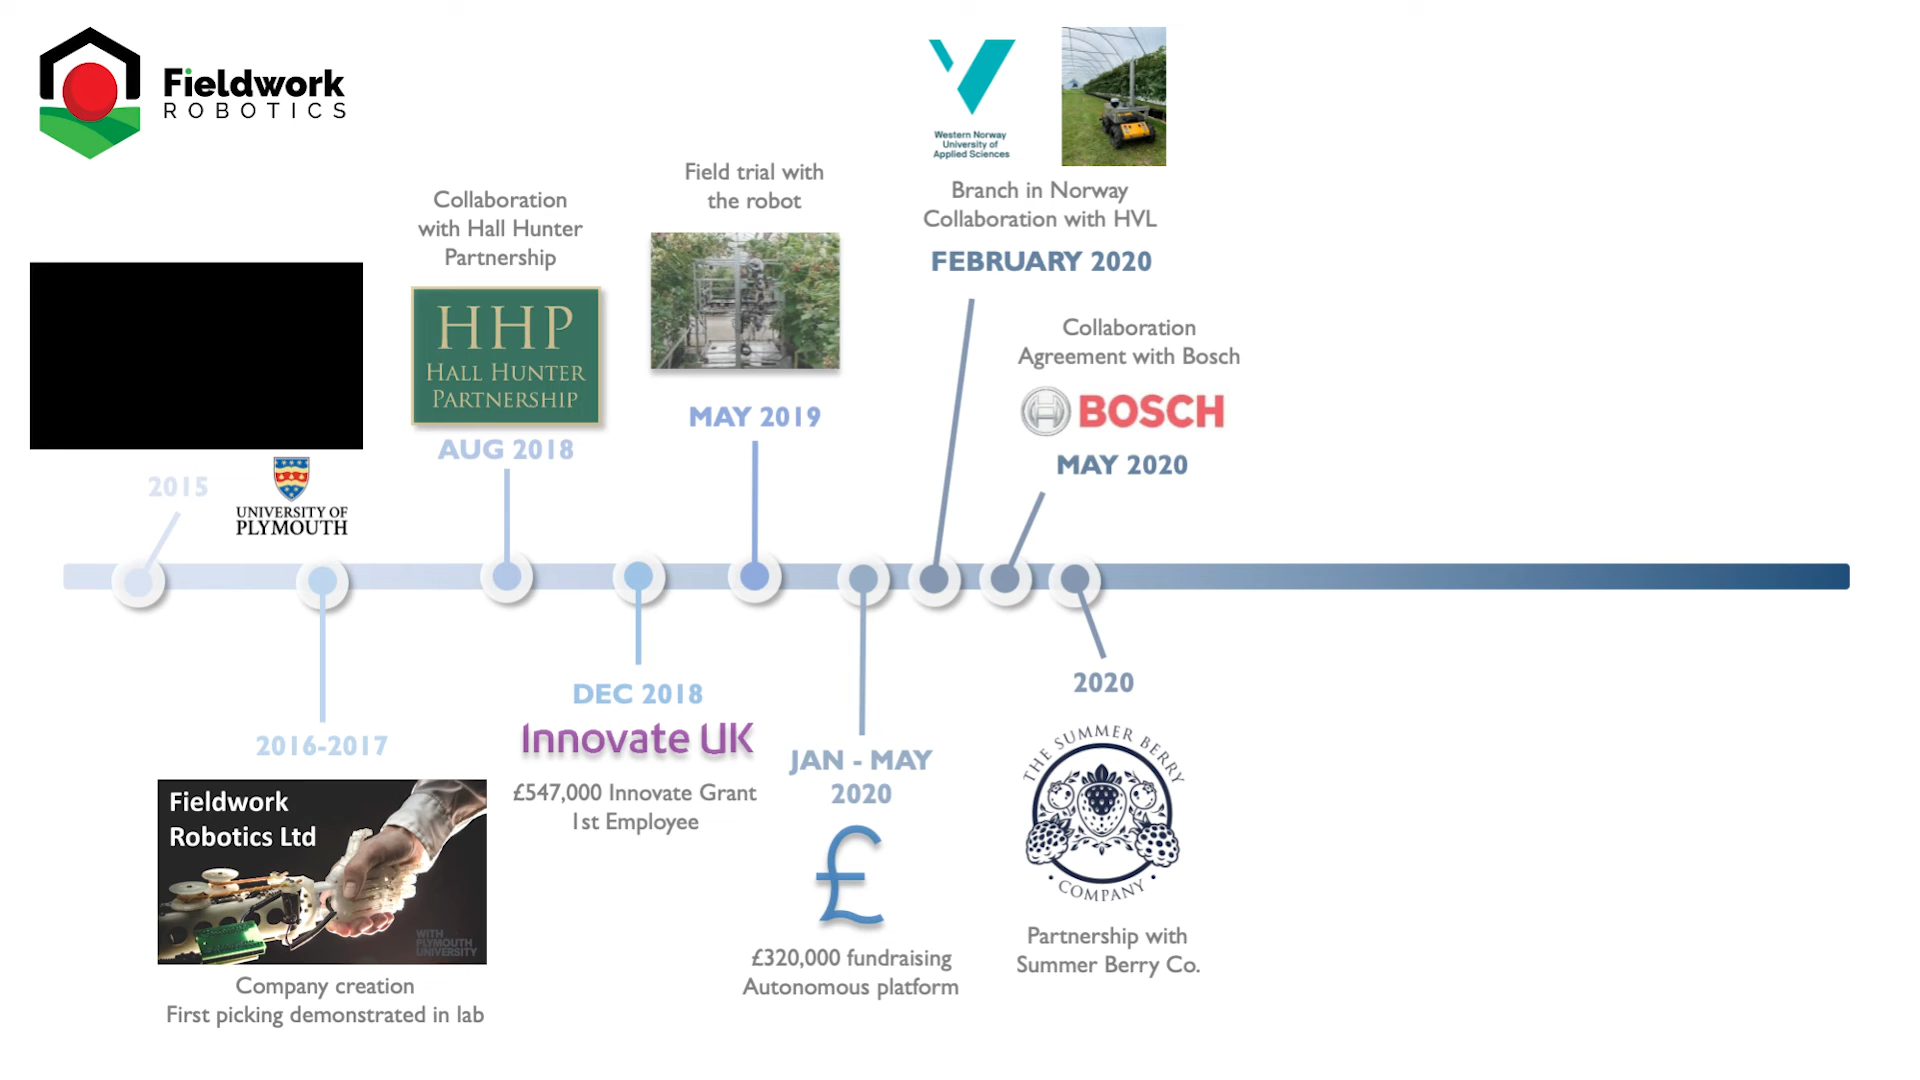 Fieldwork
ROBOTICS
2015
UNIVERSITY OF
PLYMOUTH
2016-2017
Fieldwork
Robotics Ltd
WITH
PLYMOUTH
UNIVERSITY
Company creation
First picking demonstrated in lab
Collaboration
with Hall Hunter
Partnership
HHP
HALL HUNTER
PARTNERSHIP
AUG 2018
DEC 2018
Innovate UK
£547,000 Innovate Grant
1st Employee
Field trial with
the robot
MAY 2019
JAN - MAY
2020
£
£320,000 fundraising
Autonomous platform
Western Norway
University of
Applied Sciences
Branch in Norway
Collaboration with HVL
FEBRUARY 2020
Collaboration
Agreement with Bosch
BOSCH
MAY 2020
2020
THE SUMMER BERRY
COMPANY
Partnership with
Summer Berry Co.